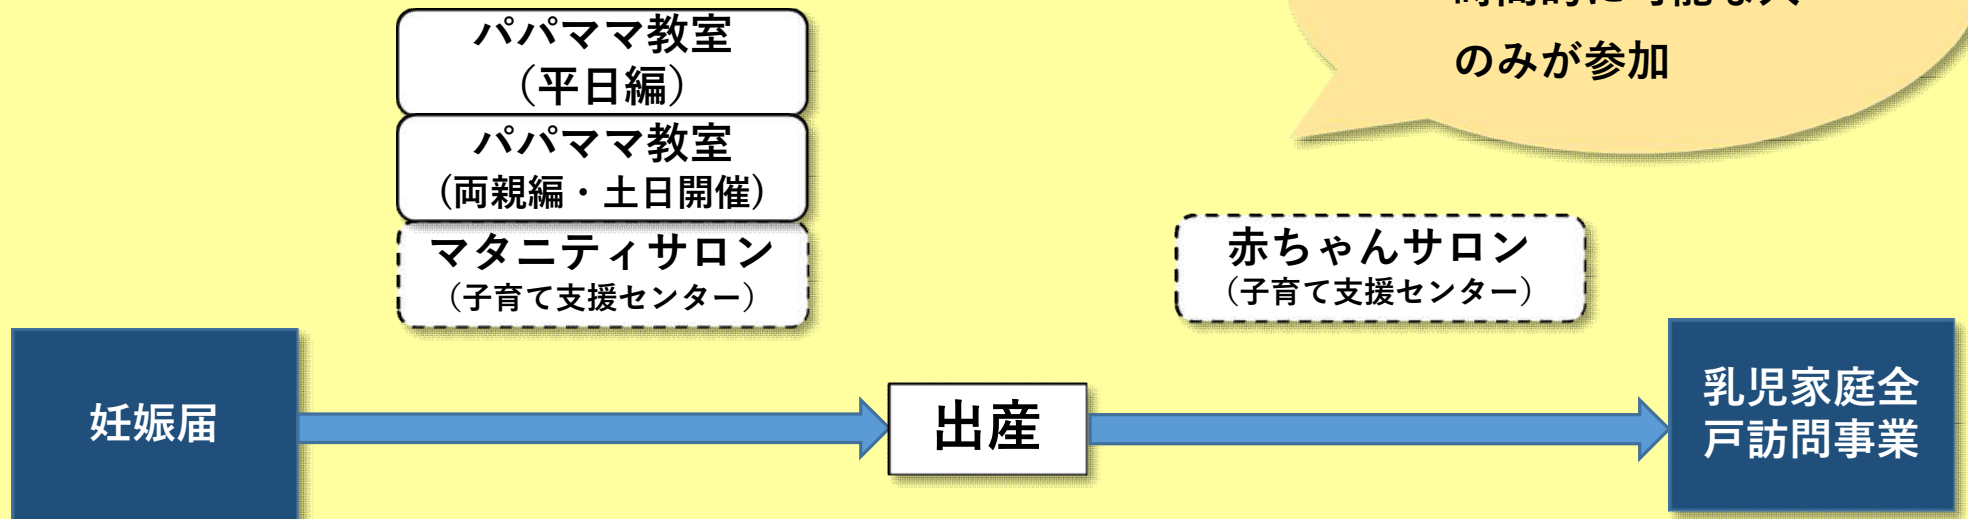 パパママ教室
（平日編）
パパママ教室
(両親編・土日開催)
マタニティサロン
（子育て支援センター）
のみが参加
赤ちゃんサロン
（子育て支援センター）
妊娠届
出産
乳児家庭全
戸訪問事業